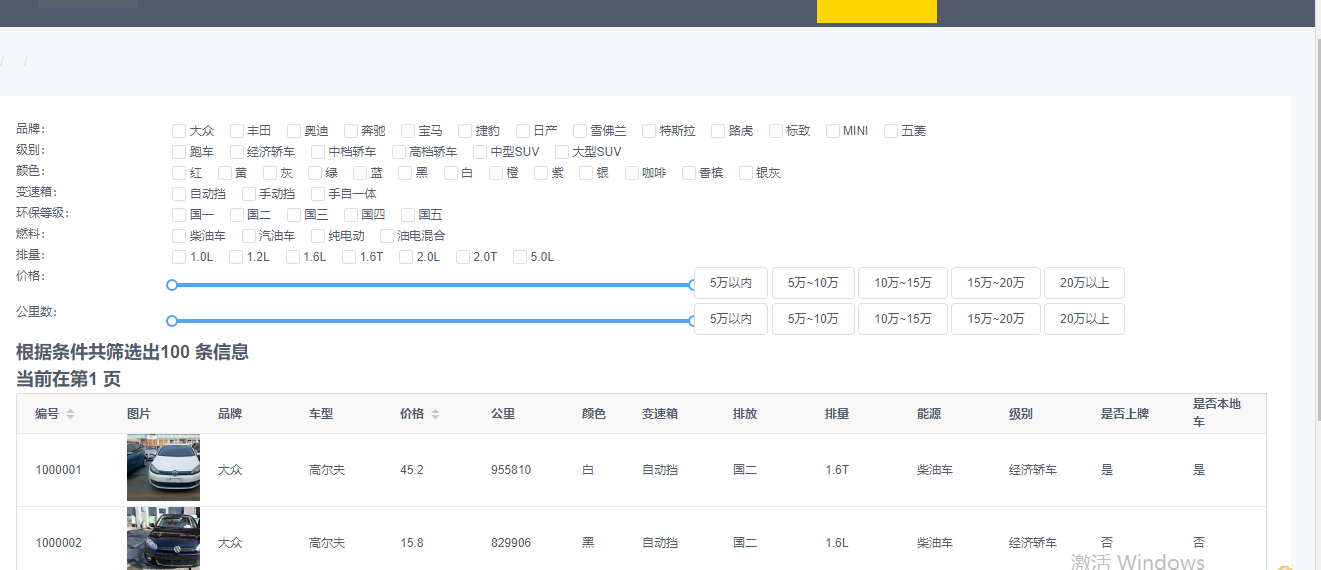 / /
品牌: 大众 丰田 奥迪 奔驰 宝马 捷豹 日产 雪佛兰 特斯拉 路虎 标致 MINI 五菱
级别: 跑车 经济轿车 中档轿车 高档轿车 中型SUV 大型SUV
颜色: 红 黄 灰 绿 蓝 黑 白 橙 紫 银 咖啡 香槟 银灰
变速箱: 自动挡 手动挡 手自一体
环保等级: 国一 国二 国三 国四 国五
燃料: 柴油车 汽油车 纯电动 油电混合
排量: 1.0L 1.2L 1.6L 1.6T 2.0L 2.0T 5.0L
价格: 5万以内 5万~10万 10万~15万 15万~20万 20万以上
公里数: 5万以内 5万~10万 10万~15万 15万~20万 20万以上
根据条件共筛选出100 条信息
当前在第1 页
编号 图片 品牌 车型 价格 公里 颜色 变速箱 排放 排量 能源 级别 是否上牌 是否本地
车
1000001 大众 高尔夫 45.2 955810 白 自动挡 国二 1.6T 柴油车 经济轿车 是 是
1000002 大众 高尔夫 15.8 829906 黑 自动挡 国二 1.6L 柴油车 经济轿车 否 否
激活 Windows